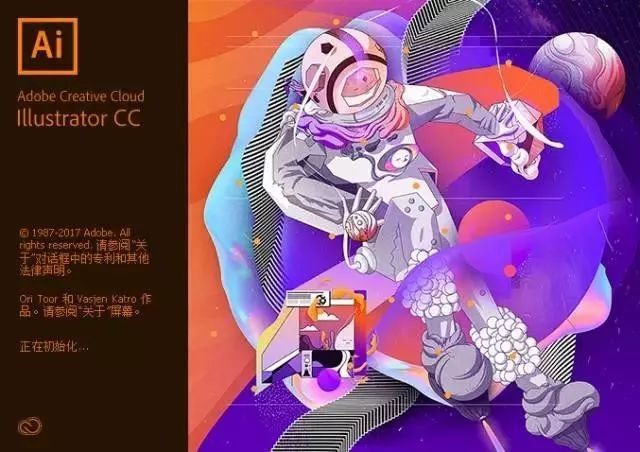 Ai
Adobe Creative Cloud
Illustrator CC
© 1987-2017 Adobe. All
rights reserved. 请参阅“关
于”对话框中的专利和其他
法律声明。
Ori Toor 和 Vasjen Katro 作
品。请参阅“关于”屏幕。
正在初始化...